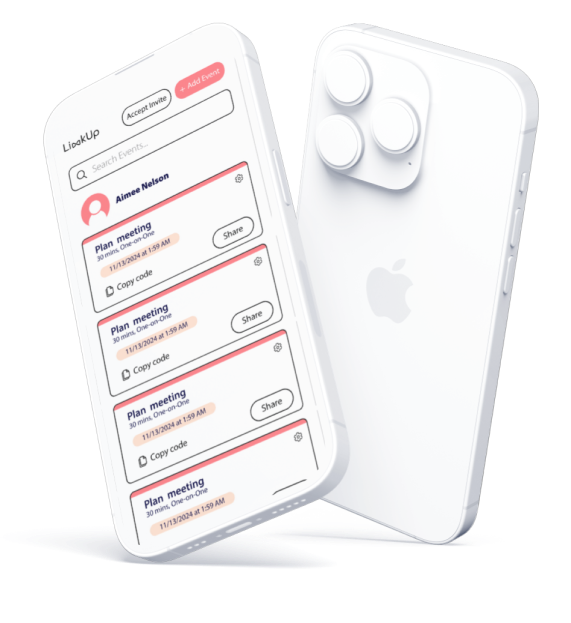 LiookUp
Accept Invite
+ Add Event
Search Events...
Aimee Nelson
Plan meeting
30 mins, One-on-One
11/13/2024 at 1:59 AM
Share
Copy code
Plan meeting
30 mins, One-on-One
11/13/2024 at 1:59 AM
Share
Copy code
Plan meeting
30 mins, One-on-One
11/13/2024 at 1:59 AM
Share
Copy code
Plan meeting
30 mins, One-on-One
11/13/2024 at 1:59 AM